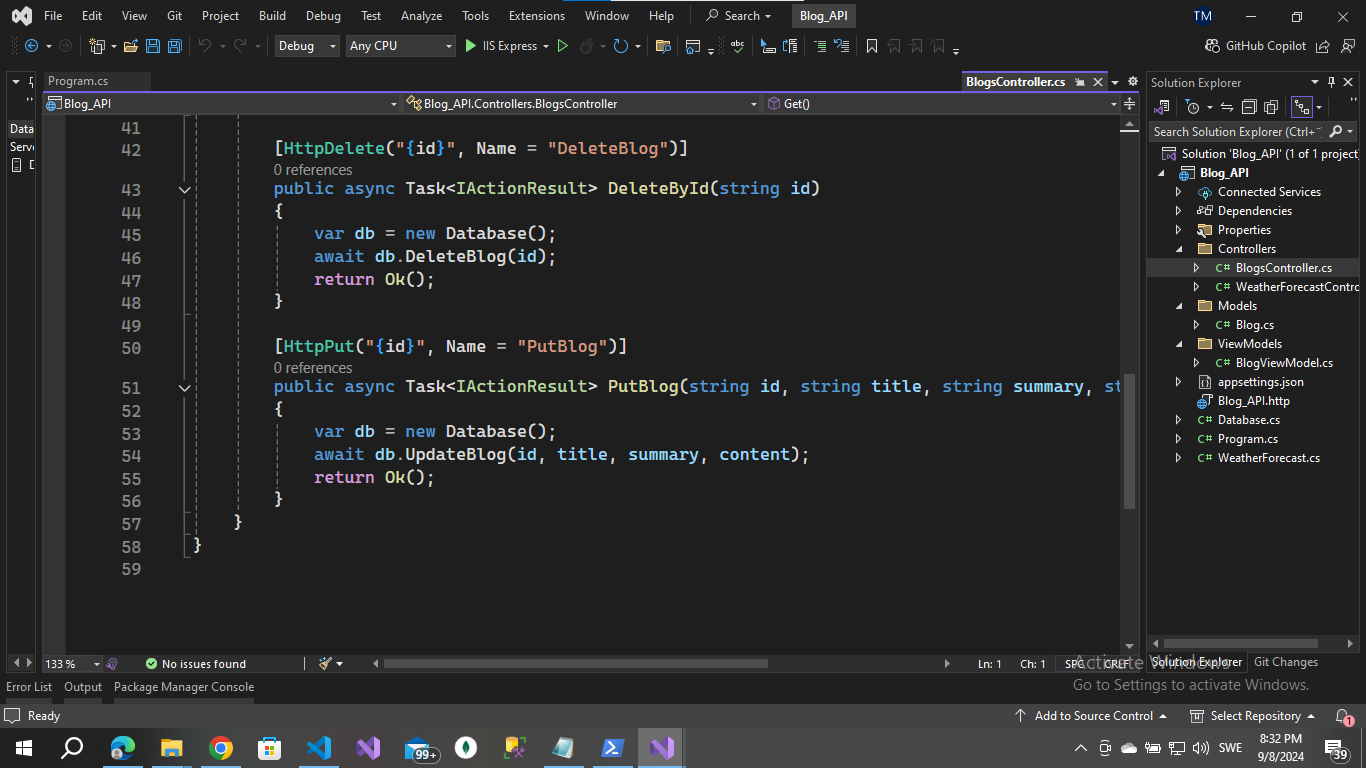 File Edit View Git Project Build Debug Test Analyze Tools Extensions Window Help Search Blog_API TM
Debug Any CPU IIS Express GitHub Copilot
Program.cs BlogsController.cs
Blog_API Blog_API.Controllers.BlogsController Get()
Data
Serve
41
42 [HttpDelete("{id}", Name = "DeleteBlog")]
0 references
43 public async Task<IActionResult> DeleteById(string id)
44 {
45 var db = new Database();
46 await db.DeleteBlog(id);
47 return Ok();
48 }
49
50 [HttpPut("{id}", Name = "PutBlog")]
0 references
51 public async Task<IActionResult> PutBlog(string id, string title, string summary, st
52 {
53 var db = new Database();
54 await db.UpdateBlog(id, title, summary, content);
55 return Ok();
56 }
57 }
58 }
59
133 % No issues found Ln: 1 Ch: 1 SPC CRLF
Solution Explorer
Search Solution Explorer (Ctrl+
Solution 'Blog_API' (1 of 1 project
Blog_API
Connected Services
Dependencies
Properties
Controllers
C# BlogsController.cs
C# WeatherForecastContro
Models
C# Blog.cs
ViewModels
C# BlogViewModel.cs
appsettings.json
Blog_API.http
C# Database.cs
C# Program.cs
C# WeatherForecast.cs
Solution Explorer Git Changes
Activate Windows
Go to Settings to activate Windows.
Error List Output Package Manager Console
Ready Add to Source Control Select Repository 1
99+ SWE 8:32 PM
9/8/2024 39